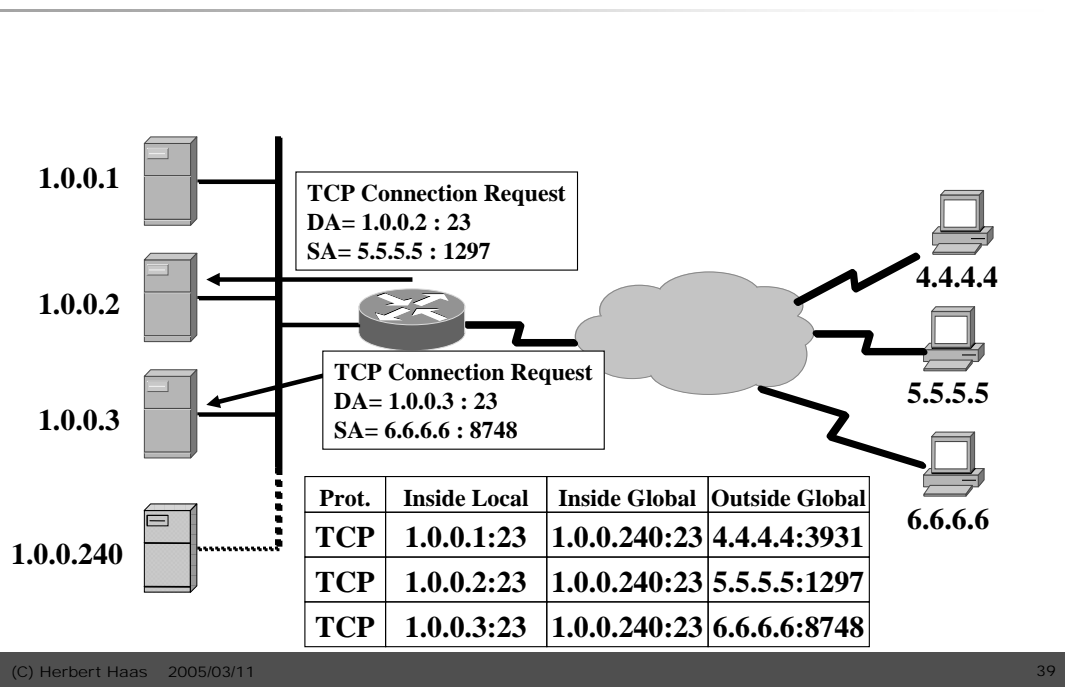 1.0.0.1
TCP Connection Request
DA= 1.0.0.2 : 23
SA= 5.5.5.5 : 1297
4.4.4.4
1.0.0.2
TCP Connection Request
DA= 1.0.0.3 : 23
SA= 6.6.6.6 : 8748
5.5.5.5
1.0.0.3
6.6.6.6
1.0.0.240
Prot. Inside Local Inside Global Outside Global
TCP 1.0.0.1:23 1.0.0.240:23 4.4.4.4:3931
TCP 1.0.0.2:23 1.0.0.240:23 5.5.5.5:1297
TCP 1.0.0.3:23 1.0.0.240:23 6.6.6.6:8748
(C) Herbert Haas 2005/03/11 39